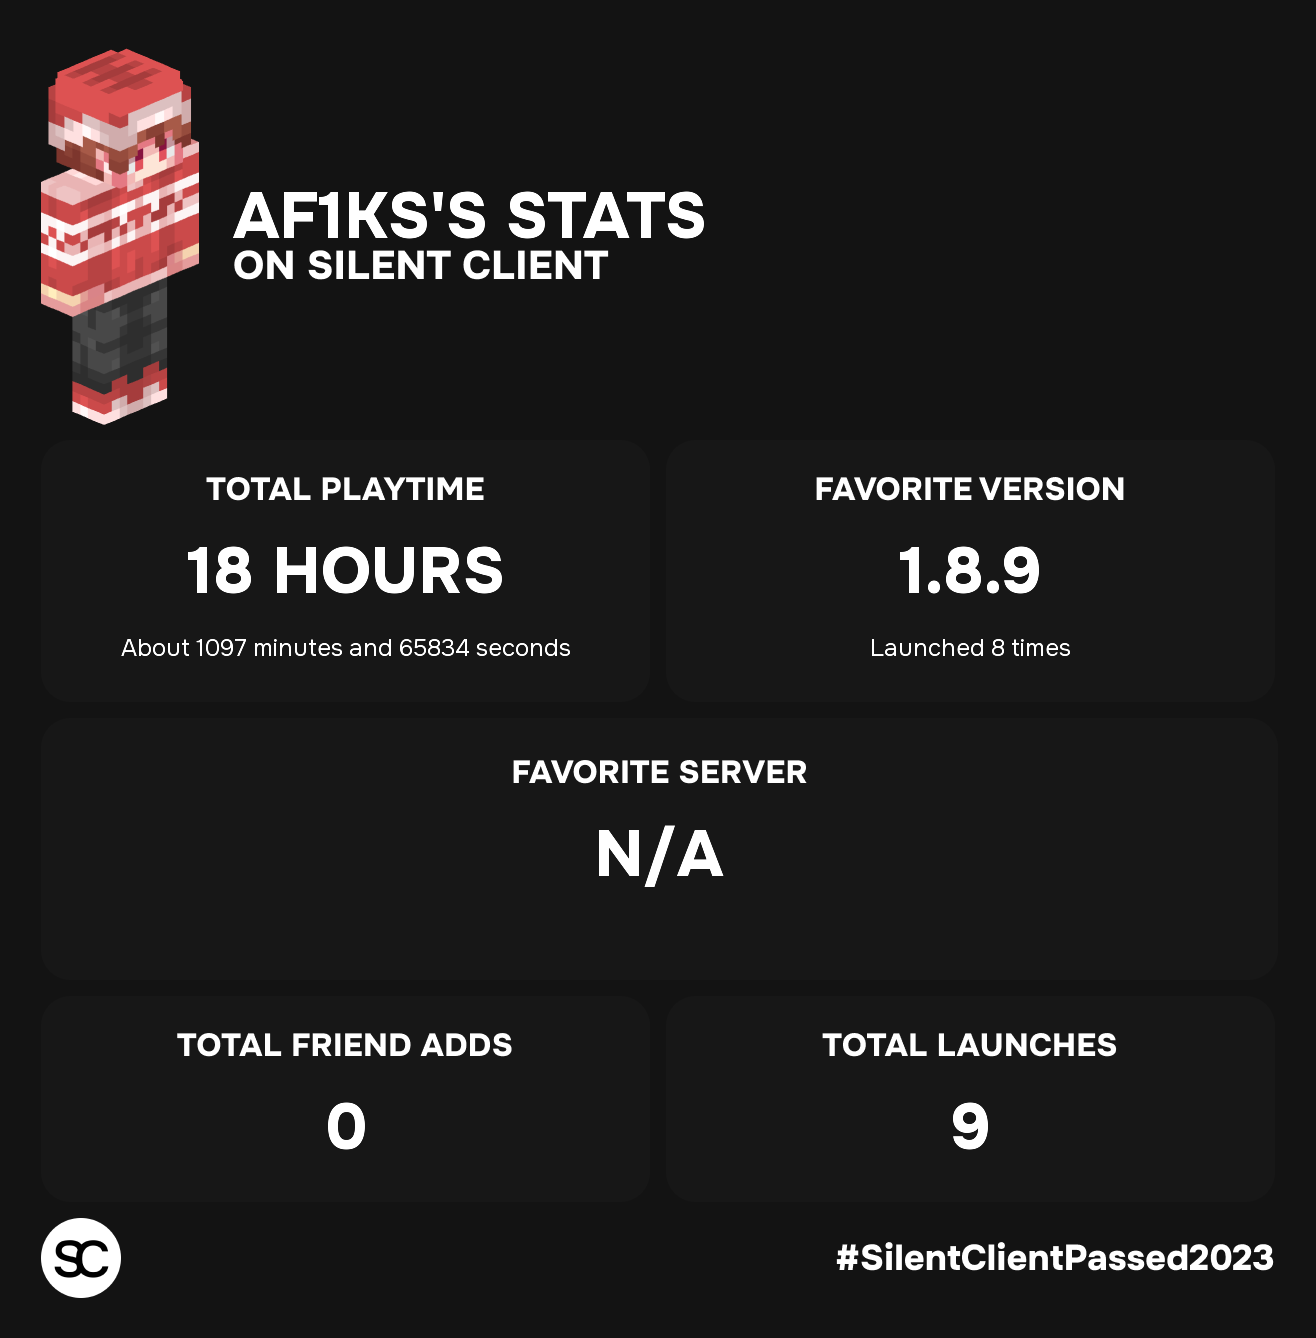 AF1KS'S STATS
ON SILENT CLIENT
TOTAL PLAYTIME
18 HOURS
About 1097 minutes and 65834 seconds
FAVORITE VERSION
1.8.9
Launched 8 times
FAVORITE SERVER
N/A
TOTAL FRIEND ADDS
0
TOTAL LAUNCHES
9
SC
#SilentClientPassed2023